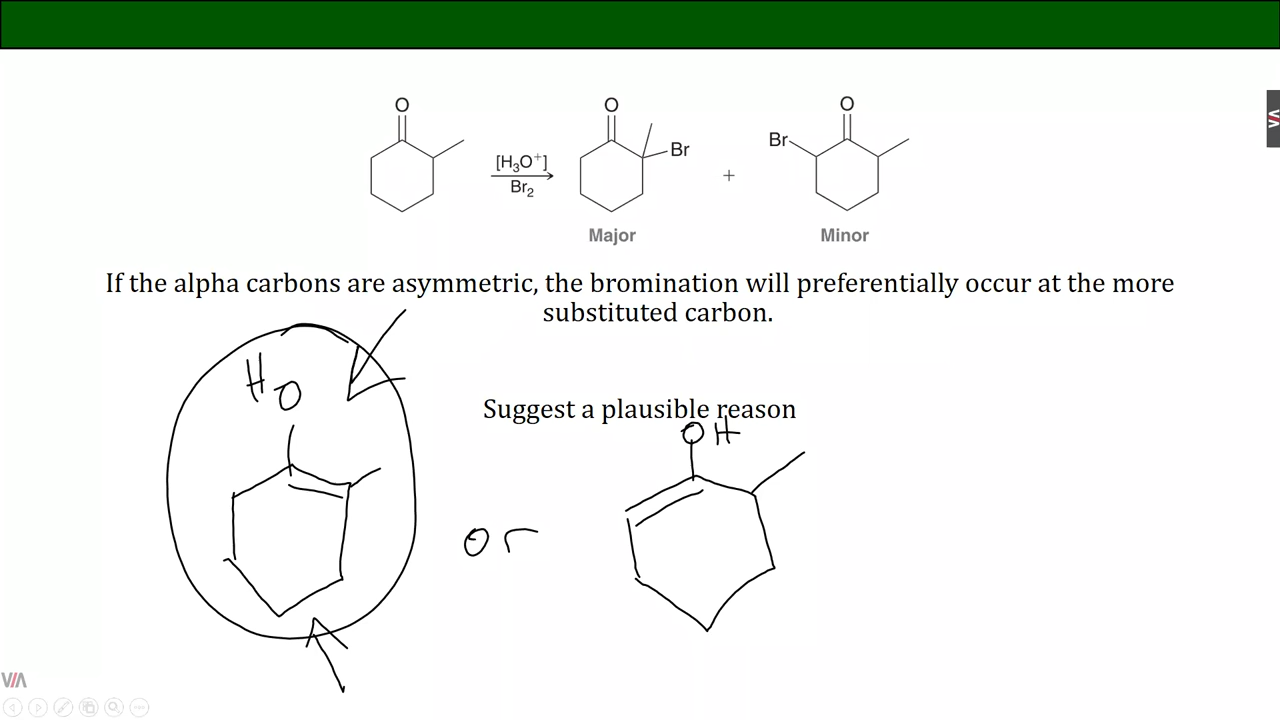 O
O
O
Br
[H3O+]
Br
Br2
+
Major
Minor
If the alpha carbons are asymmetric, the bromination will preferentially occur at the more
substituted carbon.
HO
Suggest a plausible reason
OH
or
VIA